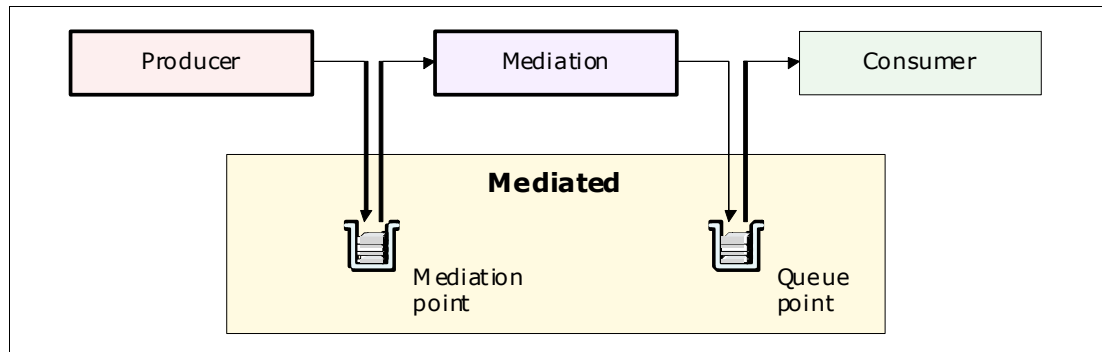 Producer
Mediation
Consumer
Mediated
Mediation
point
Queue
point